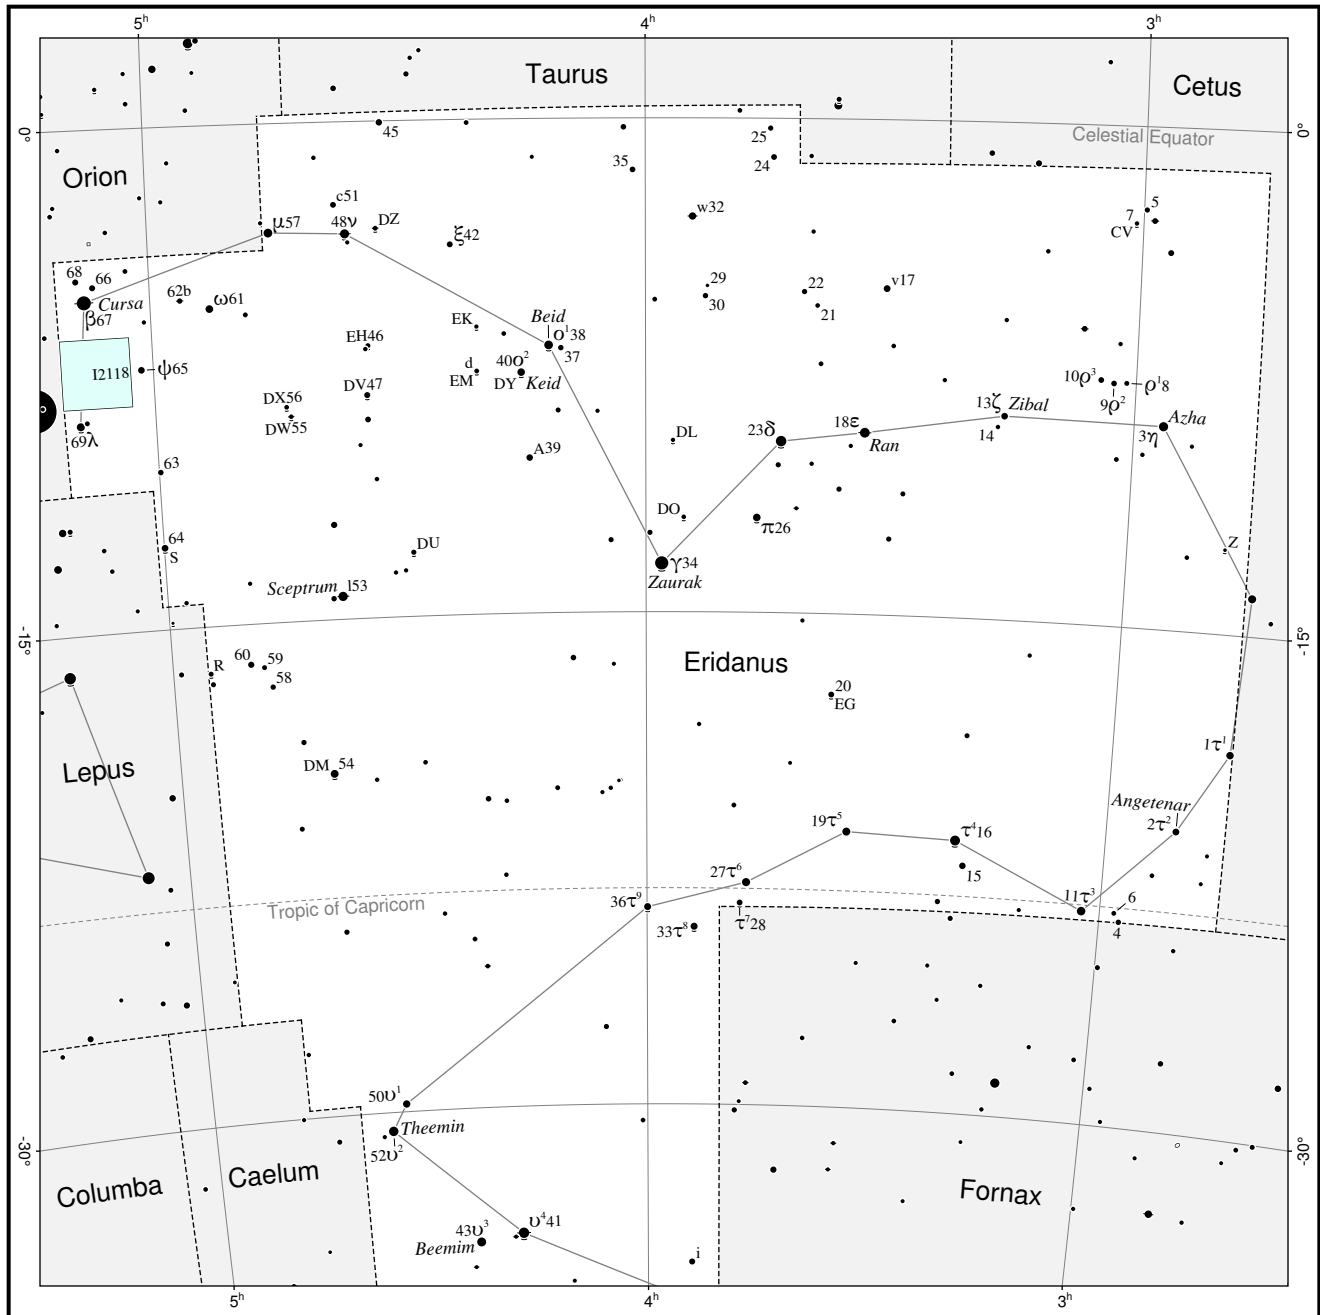 5h 4h 3h
Taurus
Cetus
0° 0°
45
25
Celestial Equator
35
24
Orion
c51
w32
5
μ57
48ν
DZ
7
CV
ξ42
68
66
29
22
ν17
62b
ω61
Cursa
30
21
β67
Beid
EK
ο¹38
EH46
37
I2118
ψ65
d
40ο²
EM
DY Keid
10ρ³
ρ¹8
DV47
9ρ²
DX56
13ζ Zibal
DW55
18ε
Azha
69λ
23δ
DL
14
3η
Ran
A39
63
DO
π26
64
S
DU
Z
γ34
Zaurak
Sceptrum l53
-15° -15°
Eridanus
60
59
R
58
20
EG
Lepus
DM 54
1τ¹
Angetenar
19τ⁵
τ⁴16
2τ²
27τ⁶
15
36τ⁹
11τ³
6
Tropic of Capricorn
33τ⁸
τ⁷28
4
50υ¹
Theemin
52υ²
-30° -30°
Columba
Caelum
Fornax
43υ³
υ⁴41
Beemim
i
5h 4h 3h